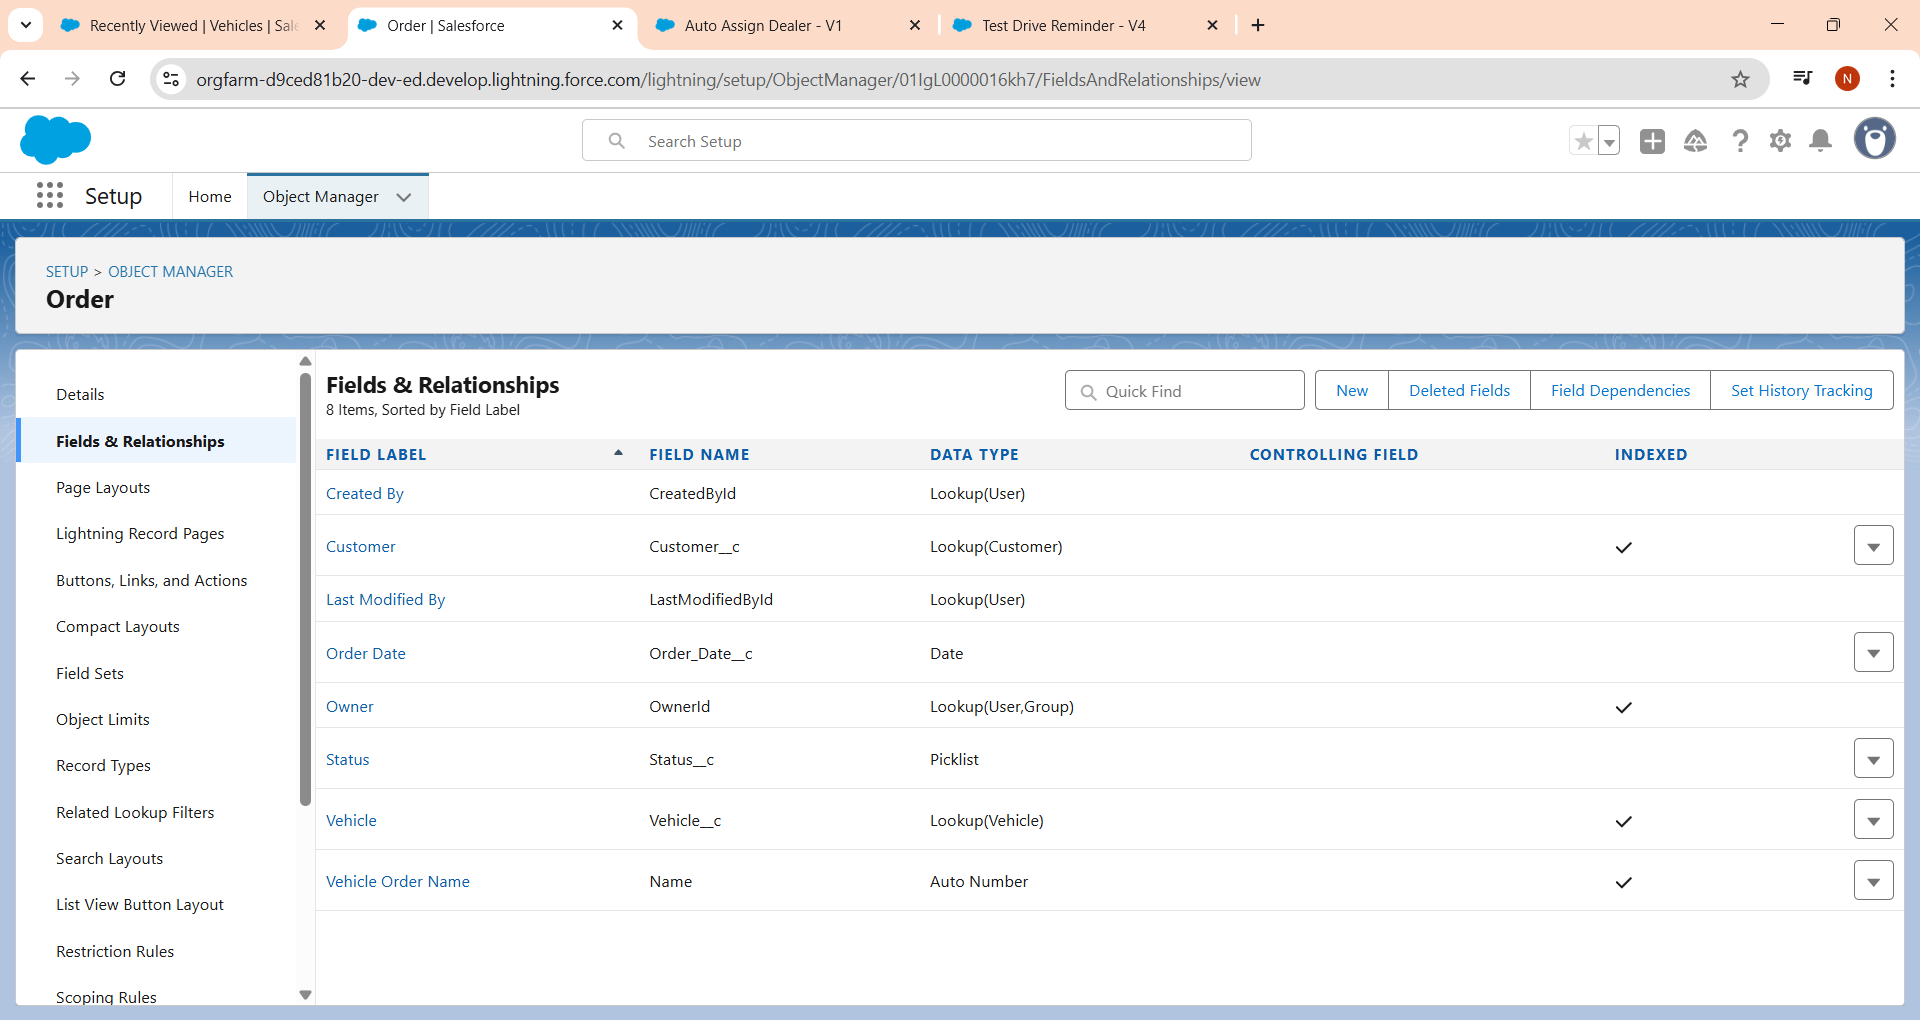 Recently Viewed | Vehicles | Sale
Order | Salesforce
Auto Assign Dealer - V1
Test Drive Reminder - V4
orgfarm-d9ced81b20-dev-ed.develop.lightning.force.com/lightning/setup/ObjectManager/01IgL0000016kh7/FieldsAndRelationships/view
N
Search Setup
Setup
Home
Object Manager
SETUP > OBJECT MANAGER
Order
Details
Fields & Relationships
Page Layouts
Lightning Record Pages
Buttons, Links, and Actions
Compact Layouts
Field Sets
Object Limits
Record Types
Related Lookup Filters
Search Layouts
List View Button Layout
Restriction Rules
Scoping Rules
Fields & Relationships
8 Items, Sorted by Field Label
Quick Find
New
Deleted Fields
Field Dependencies
Set History Tracking
FIELD LABEL FIELD NAME DATA TYPE CONTROLLING FIELD INDEXED
Created By CreatedById Lookup(User)
Customer Customer__c Lookup(Customer)
Last Modified By LastModifiedById Lookup(User)
Order Date Order_Date__c Date
Owner OwnerId Lookup(User,Group)
Status Status__c Picklist
Vehicle Vehicle__c Lookup(Vehicle)
Vehicle Order Name Name Auto Number